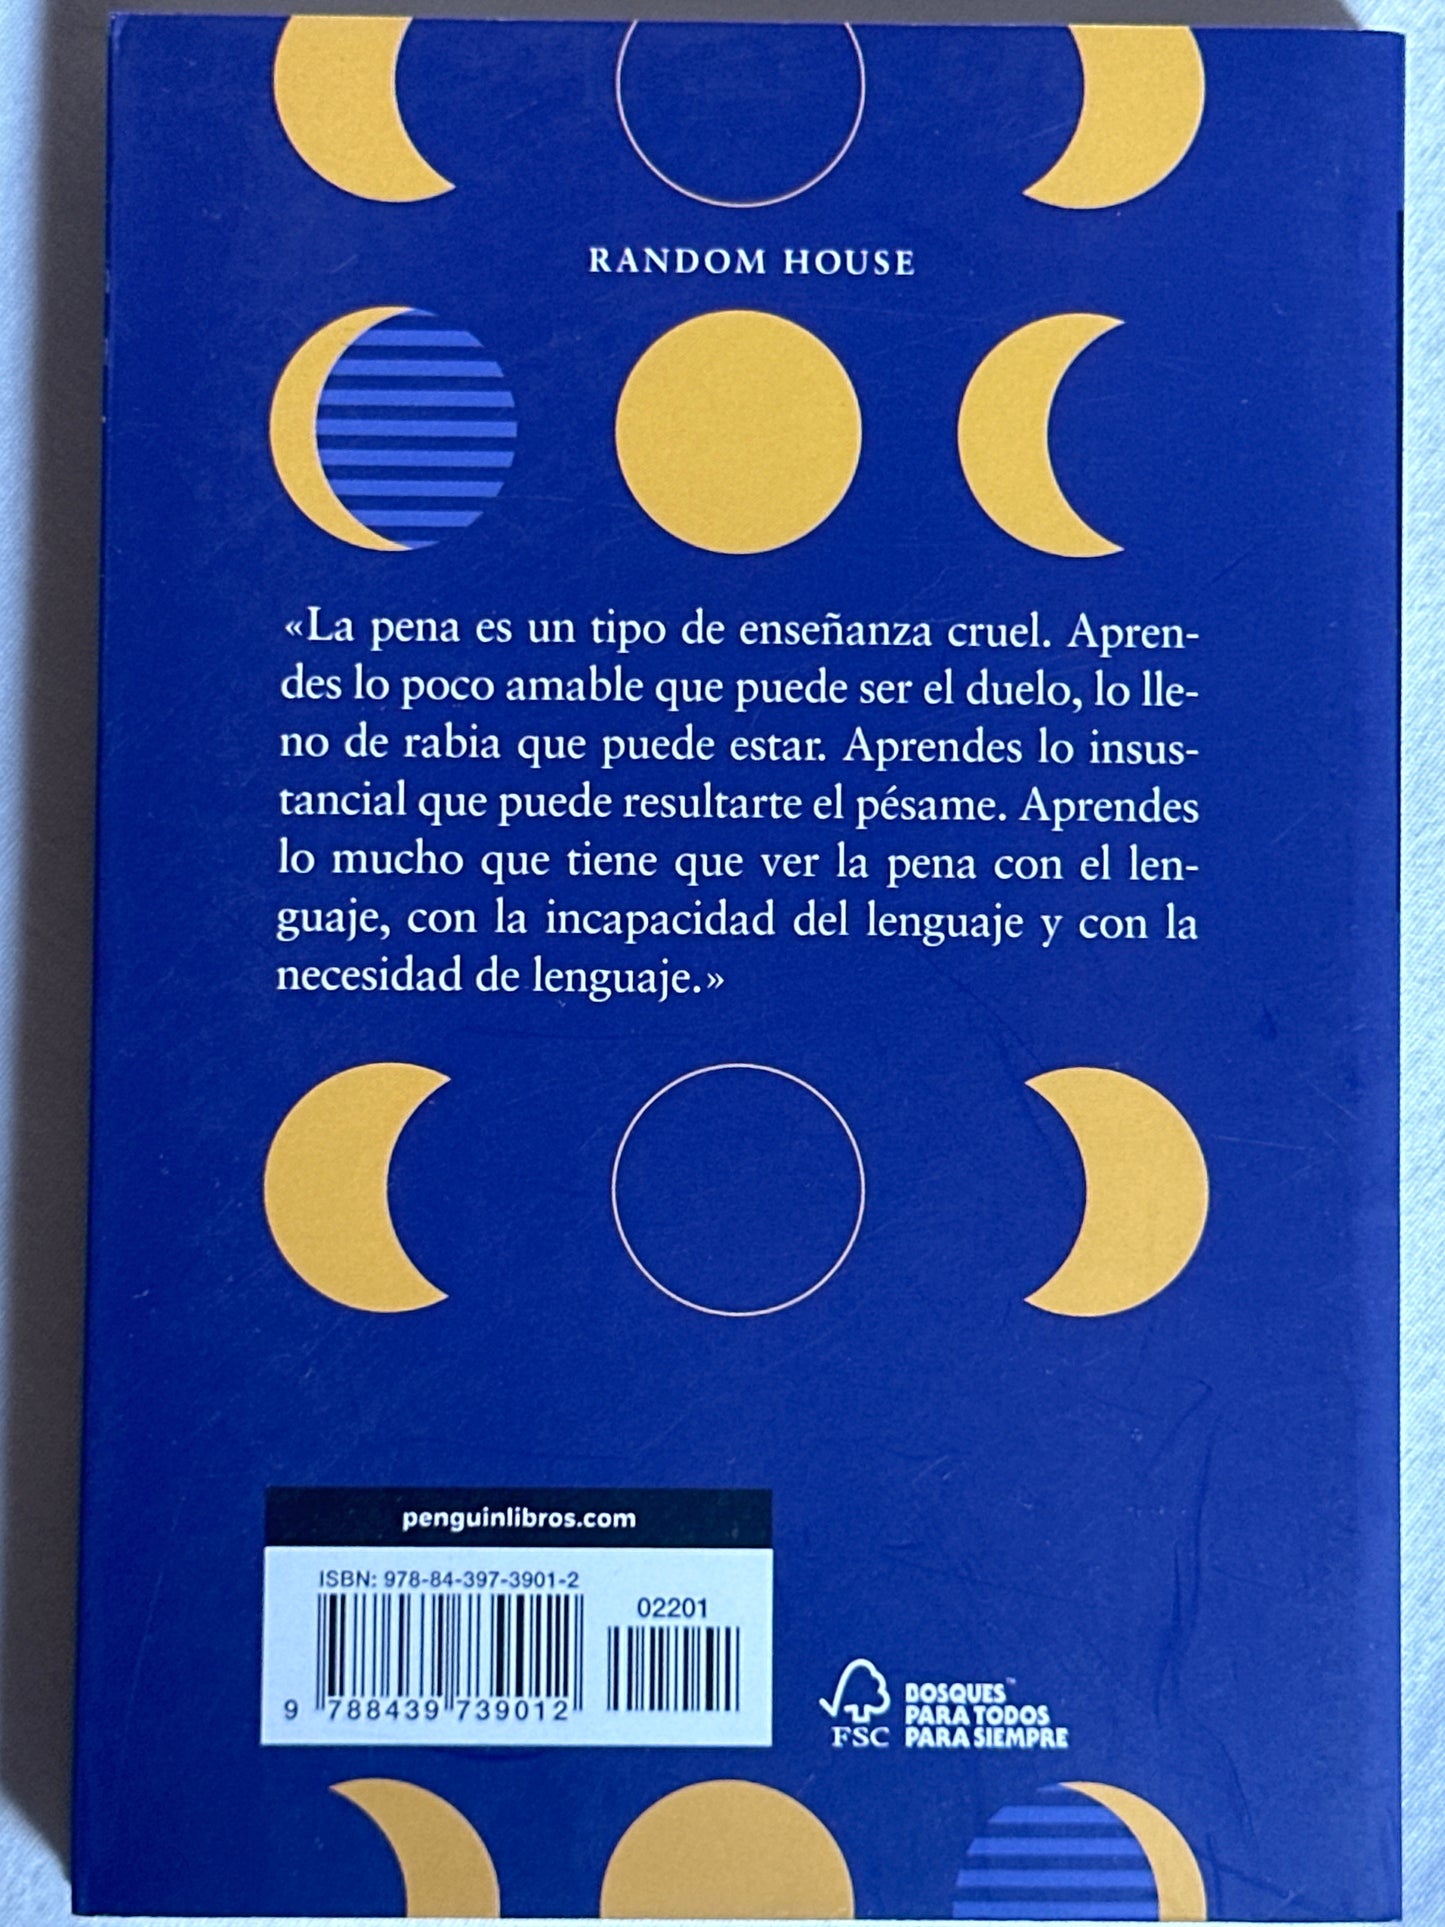 RANDOM HOUSE
«La pena es un tipo de enseñanza cruel. Apren-
des lo poco amable que puede ser el duelo, lo lle-
no de rabia que puede estar. Aprendes lo insus-
tancial que puede resultarte el pésame. Aprendes
lo mucho que tiene que ver la pena con el len-
guaje, con la incapacidad del lenguaje y con la
necesidad de lenguaje.»
penguinlibros.com
ISBN: 978-84-397-3901-2
02201
9 788439 739012
FSC
BOSQUES™
PARA TODOS
PARA SIEMPRE